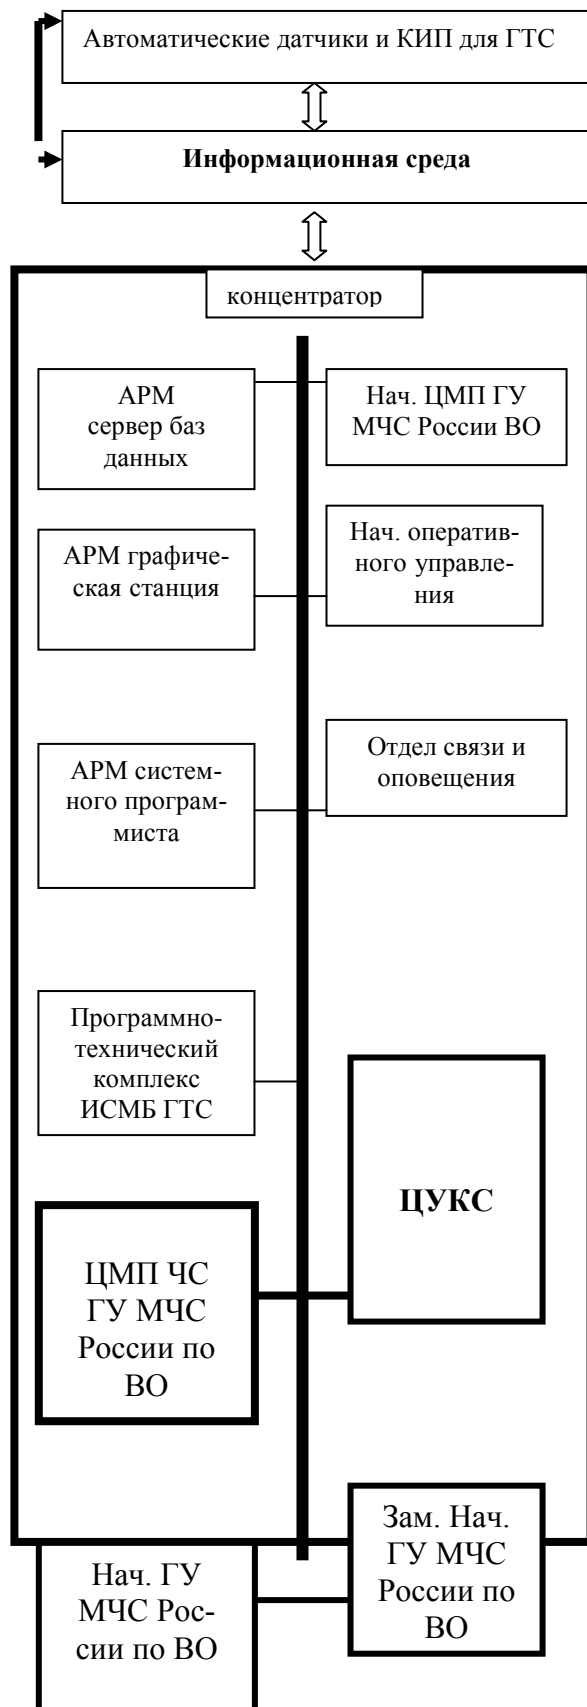 Автоматические датчики и КИП для ГТС
Информационная среда
концентратор
АРМ
сервер баз
данных
Нач. ЦМП ГУ
МЧС России ВО
АРМ графиче-
ская станция
Нач. оператив-
ного управле-
ния
АРМ систем-
ного програм-
миста
Отдел связи и
оповещения
Программно-
технический
комплекс
ИСМБ ГТС
ЦУКС
ЦМП ЧС
ГУ МЧС
России по
ВО
Зам. Нач.
ГУ МЧС
России по
ВО
Нач. ГУ
МЧС Рос-
сии по ВО